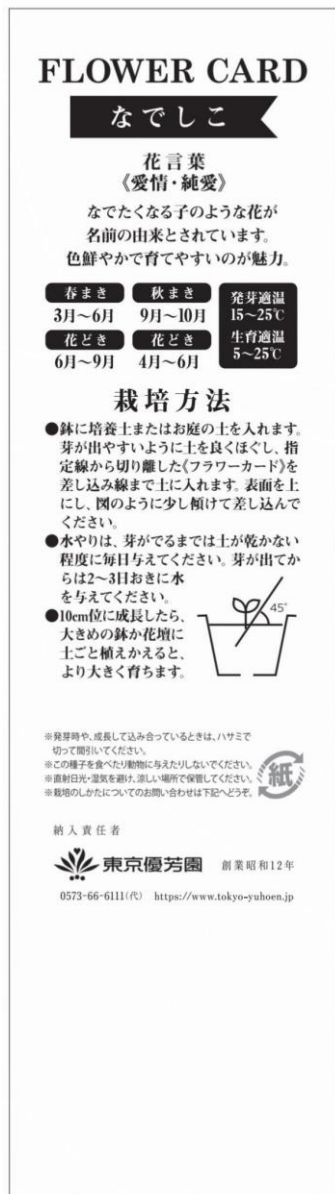 FLOWER CARD
なでしこ
花言葉
《愛情・純愛》
なでたくなる子のような花が
名前の由来とされています。
色鮮やかで育てやすいのが魅力。
春まき
3月〜6月
秋まき
9月〜10月
花どき
6月〜9月
花どき
4月〜6月
発芽適温
15〜25℃
生育適温
5〜25℃
栽培方法
●鉢に培養土またはお庭の土を入れます。
芽が出やすいように土を良くほぐし、指
定線から切り離した《フラワーカード》を
差し込み線まで土に入れます。表面を上
にし、図のように少し傾けて差し込んで
ください。
●水やりは、芽がでるまでは土が乾かない
程度に毎日与えてください。芽が出てか
らは2〜3日おきに水
を与えてください。
●10cm位に成長したら、
大きめの鉢か花壇に
土ごと植えかえると、
より大きく育ちます。
45°
※発芽時や、成長して込み合っているときは、ハサミで
切って間引いてください。
※この種子を食べたり動物に与えたりしないでください。
※直射日光・湿気を避け、涼しい場所で保管してください。
※栽培のしかたについてのお問い合わせは下記へどうぞ。
紙
納入責任者
東京優芳園 創業昭和12年
0573-66-6111(代) https://www.tokyo-yuhoen.jp